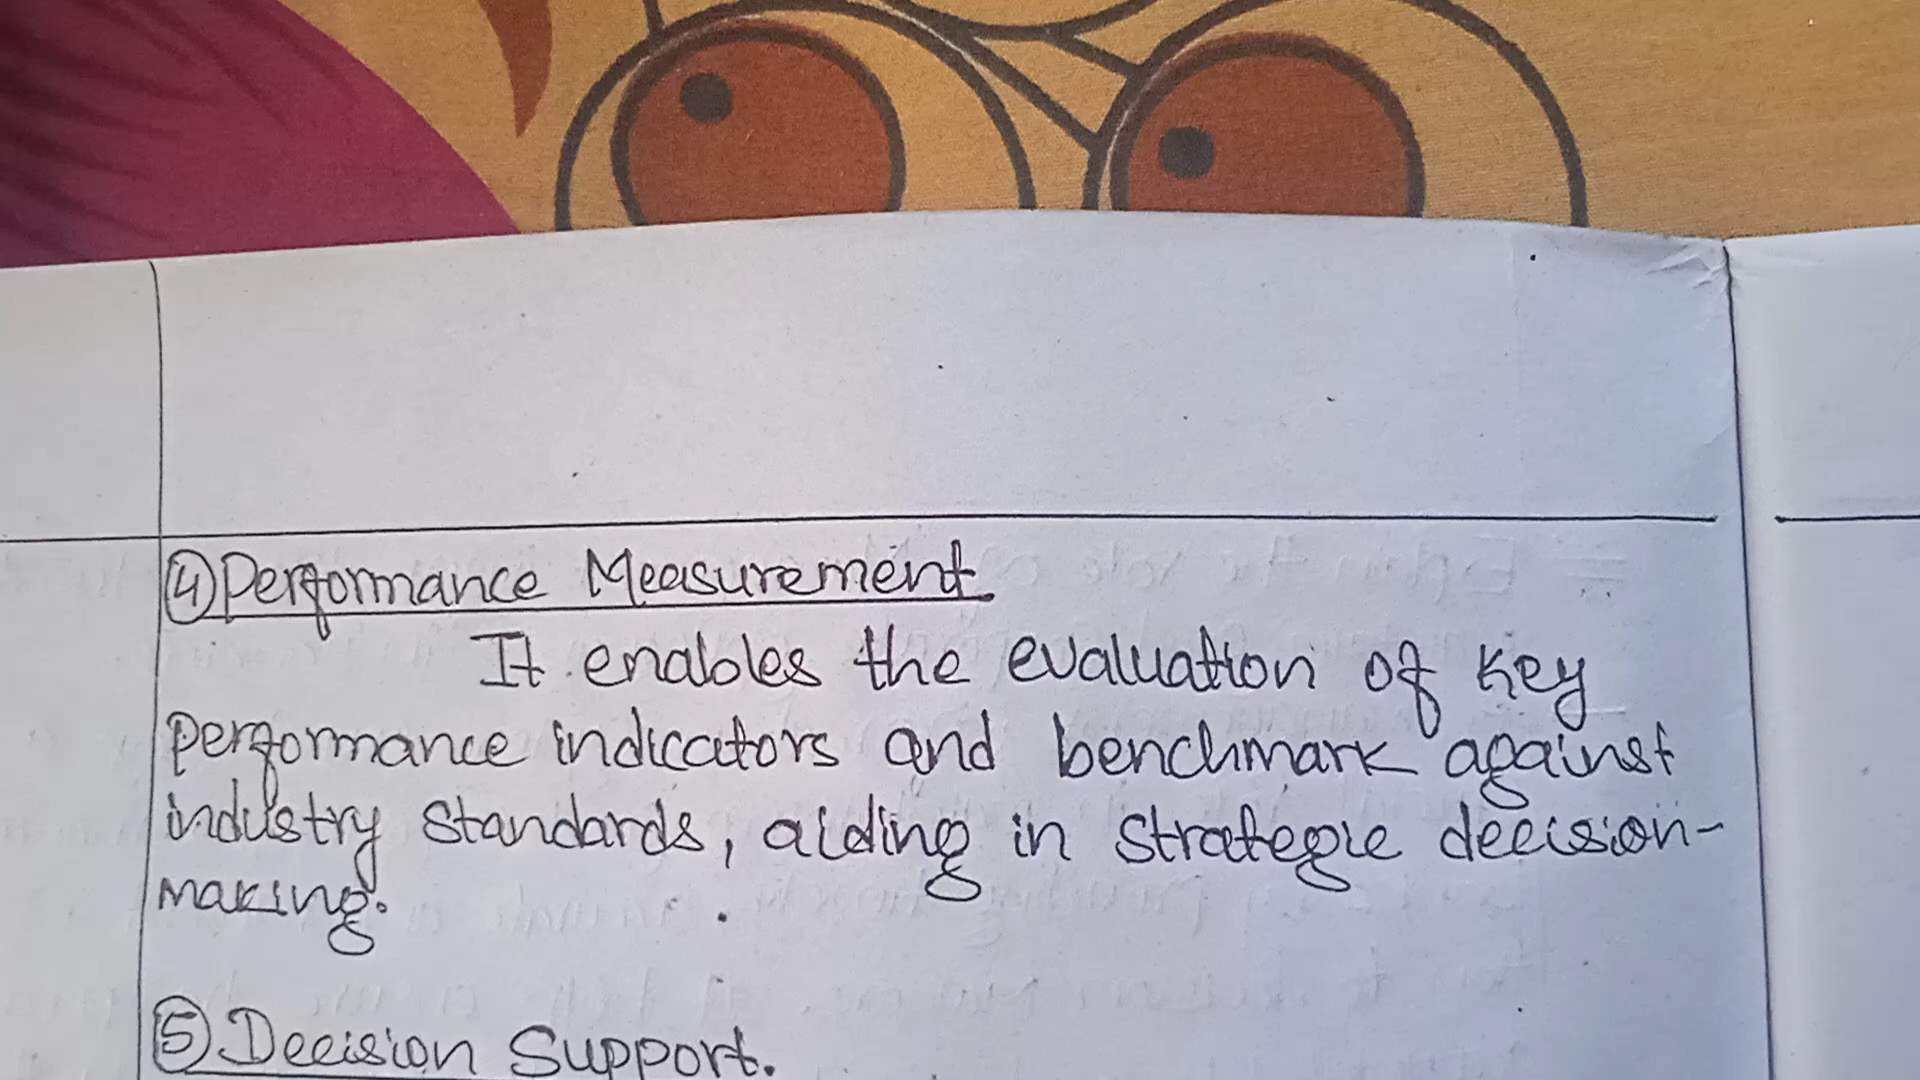 ④ Performance Measurement.
It enables the evaluation of key
performance indicators and benchmark against
industry standards, aiding in strategic decision-
making.
⑤ Decision Support.